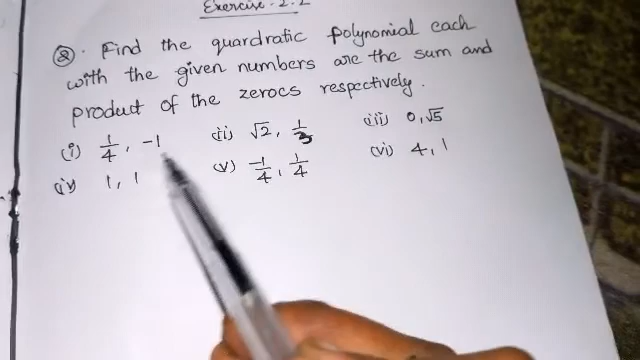 Exercise-2.2
② . Find the quardratic polynomial each
with the given numbers are the sum and
product of the zeroes respectively.
(i) 1/4, -1 (ii) √2, 1/3 (iii) 0, √5
(iv) 1, 1 (v) -1/4, 1/4 (vi) 4, 1